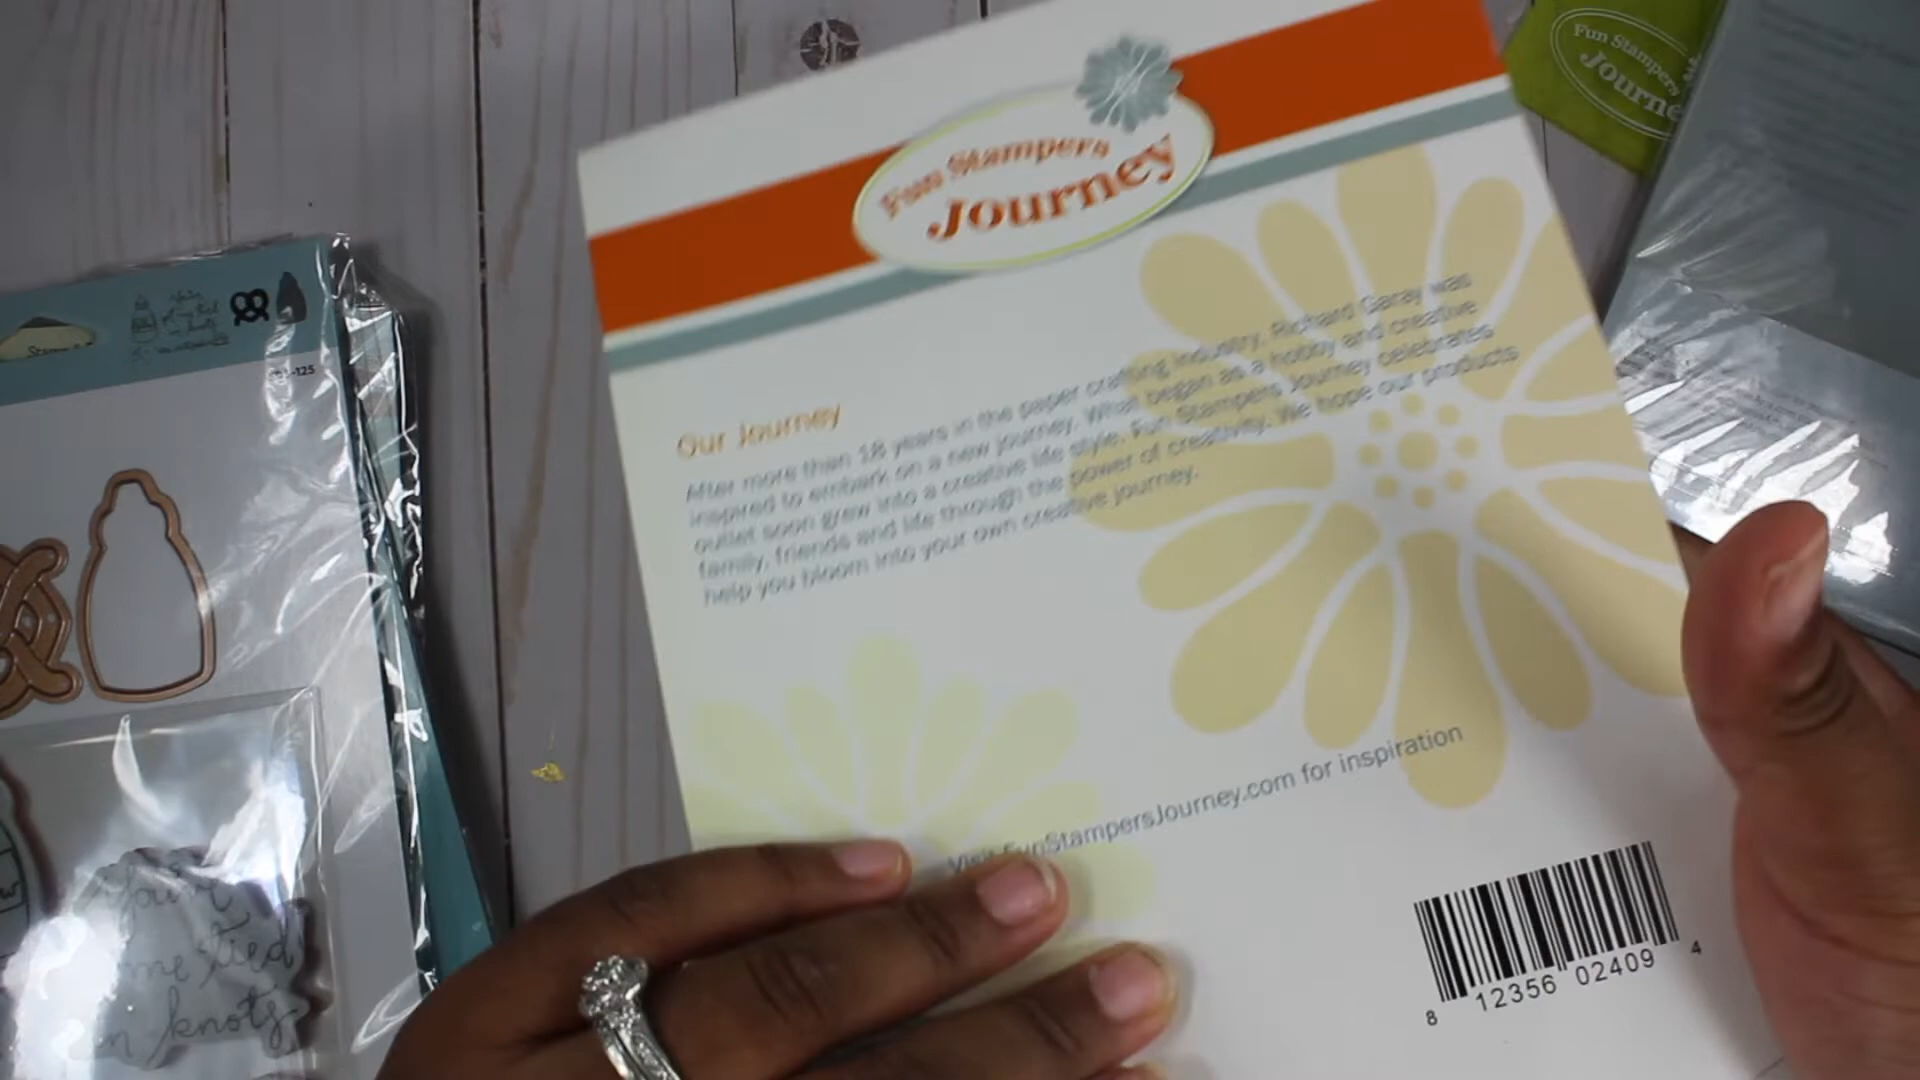 Fun Stampers
Journey
Our Journey
After more than 18 years in the paper crafting industry, Richard Garay was
inspired to embark on a new journey. What began as a hobby and creative
outlet soon grew into a creative life style. Fun Stampers Journey celebrates
family, friends and life through the power of creativity. We hope our products
help you bloom into your own creative journey.
Visit FunStampersJourney.com for inspiration
8 12356 02409 4
Fun Stampers
Journey
-125
You've
me tied
in knots